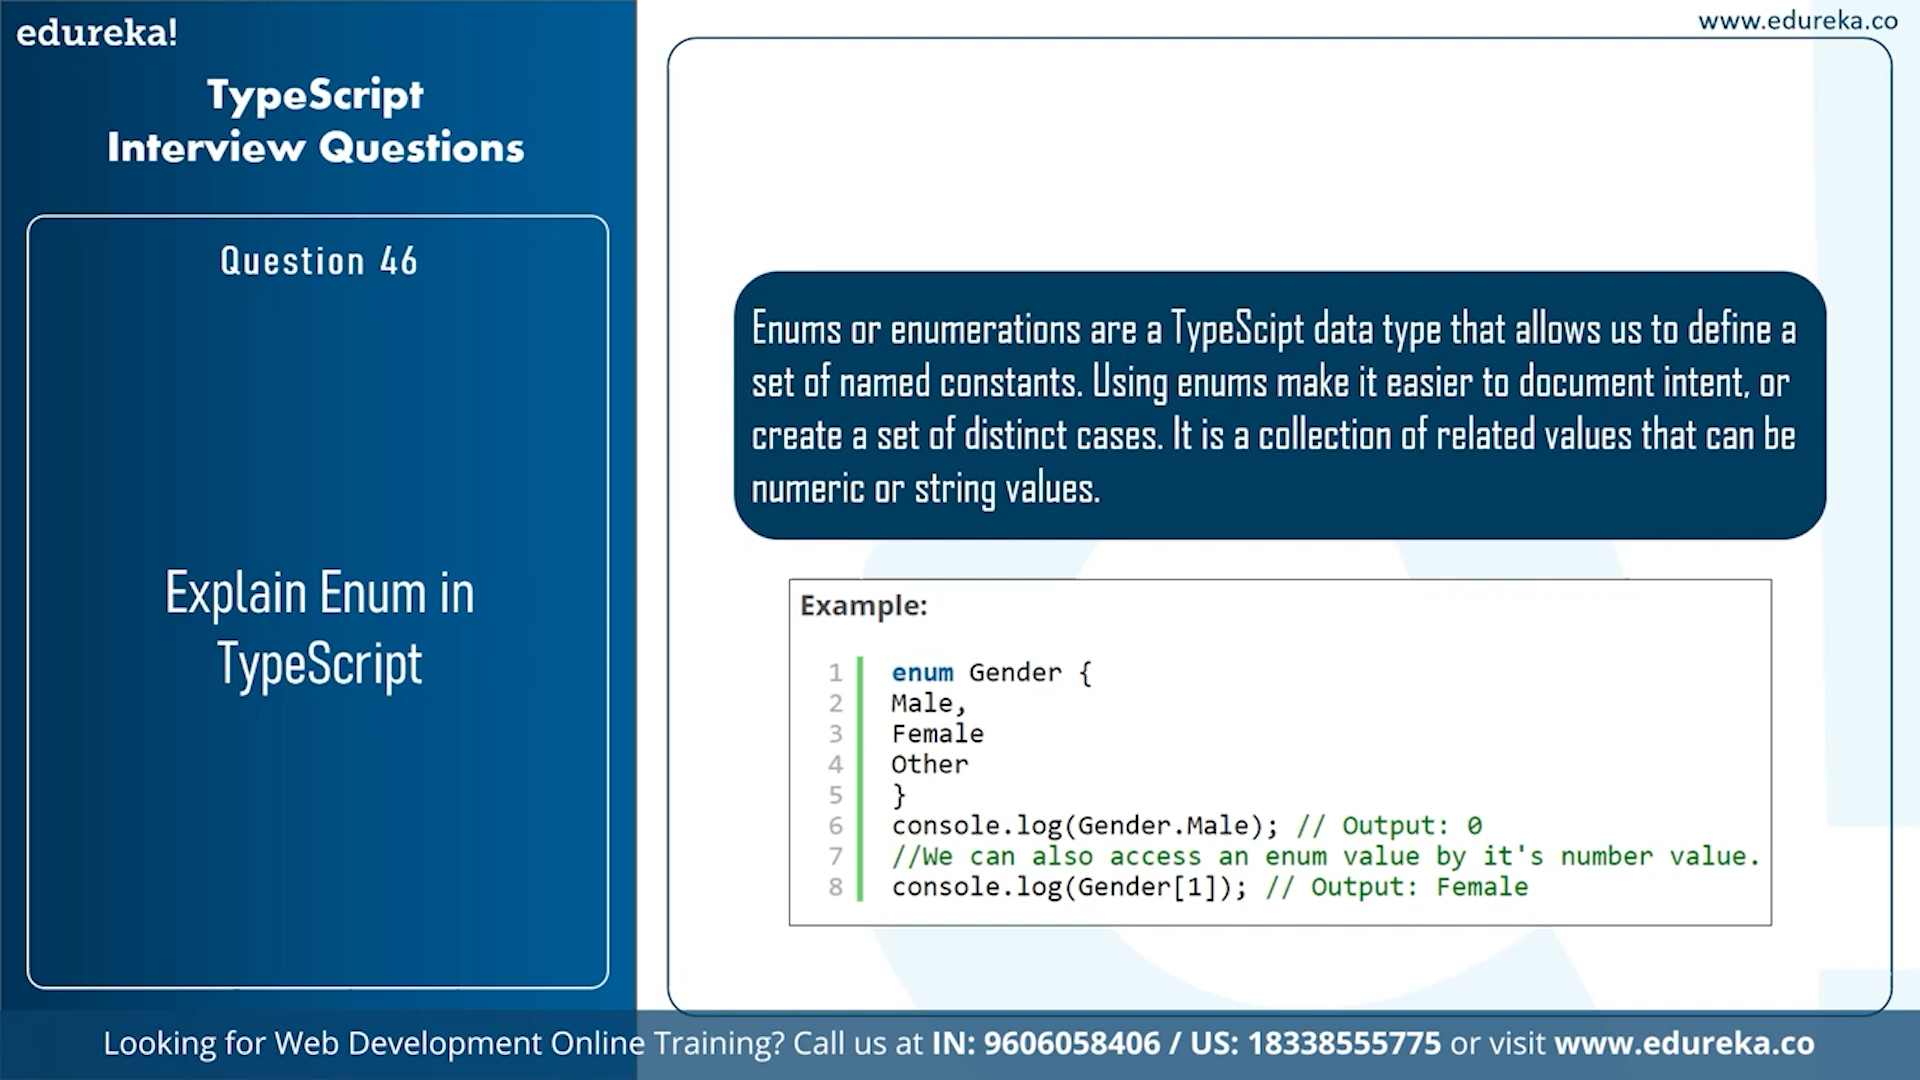 edureka!
www.edureka.co
TypeScript
Interview Questions
Question 46
Explain Enum in
TypeScript
Enums or enumerations are a TypeScipt data type that allows us to define a
set of named constants. Using enums make it easier to document intent, or
create a set of distinct cases. It is a collection of related values that can be
numeric or string values.
Example:
1 enum Gender {
2 Male,
3 Female
4 Other
5 }
6 console.log(Gender.Male); // Output: 0
7 //We can also access an enum value by it's number value.
8 console.log(Gender[1]); // Output: Female
Looking for Web Development Online Training? Call us at IN: 9606058406 / US: 18338555775 or visit www.edureka.co